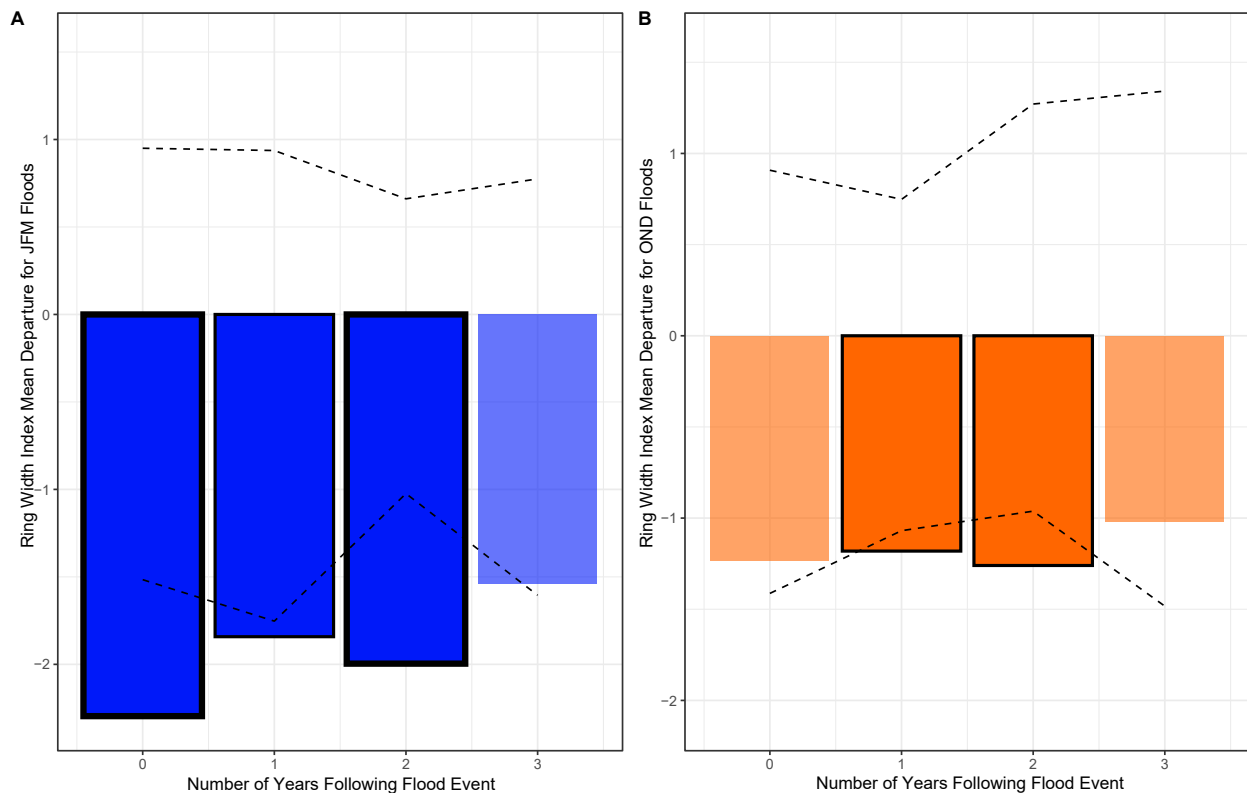 A
Ring Width Index Mean Departure for JFM Floods
1
0
−1
−2
0 1 2 3
Number of Years Following Flood Event
B
Ring Width Index Mean Departure for OND Floods
1
0
−1
−2
0 1 2 3
Number of Years Following Flood Event